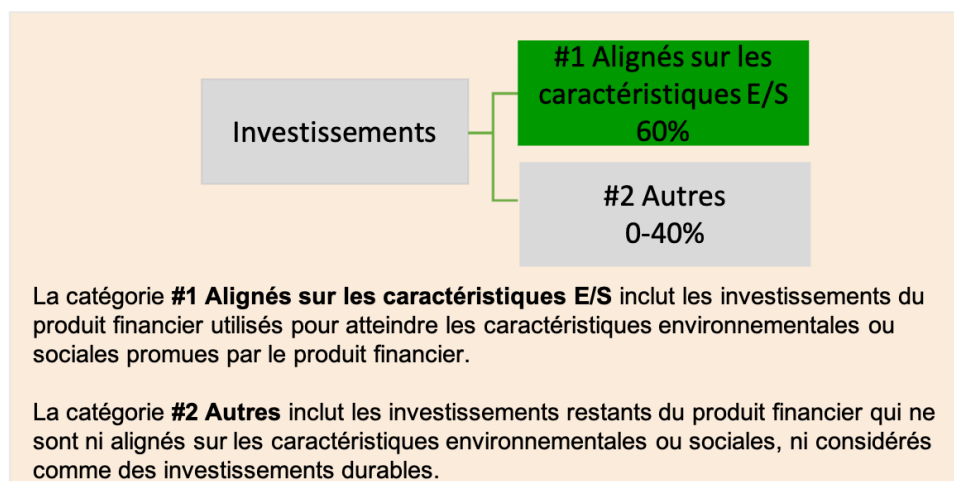 #1 Alignés sur les
caractéristiques E/S
60%
Investissements
#2 Autres
0-40%
La catégorie #1 Alignés sur les caractéristiques E/S inclut les investissements du
produit financier utilisés pour atteindre les caractéristiques environnementales ou
sociales promues par le produit financier.
La catégorie #2 Autres inclut les investissements restants du produit financier qui ne
sont ni alignés sur les caractéristiques environnementales ou sociales, ni considérés
comme des investissements durables.